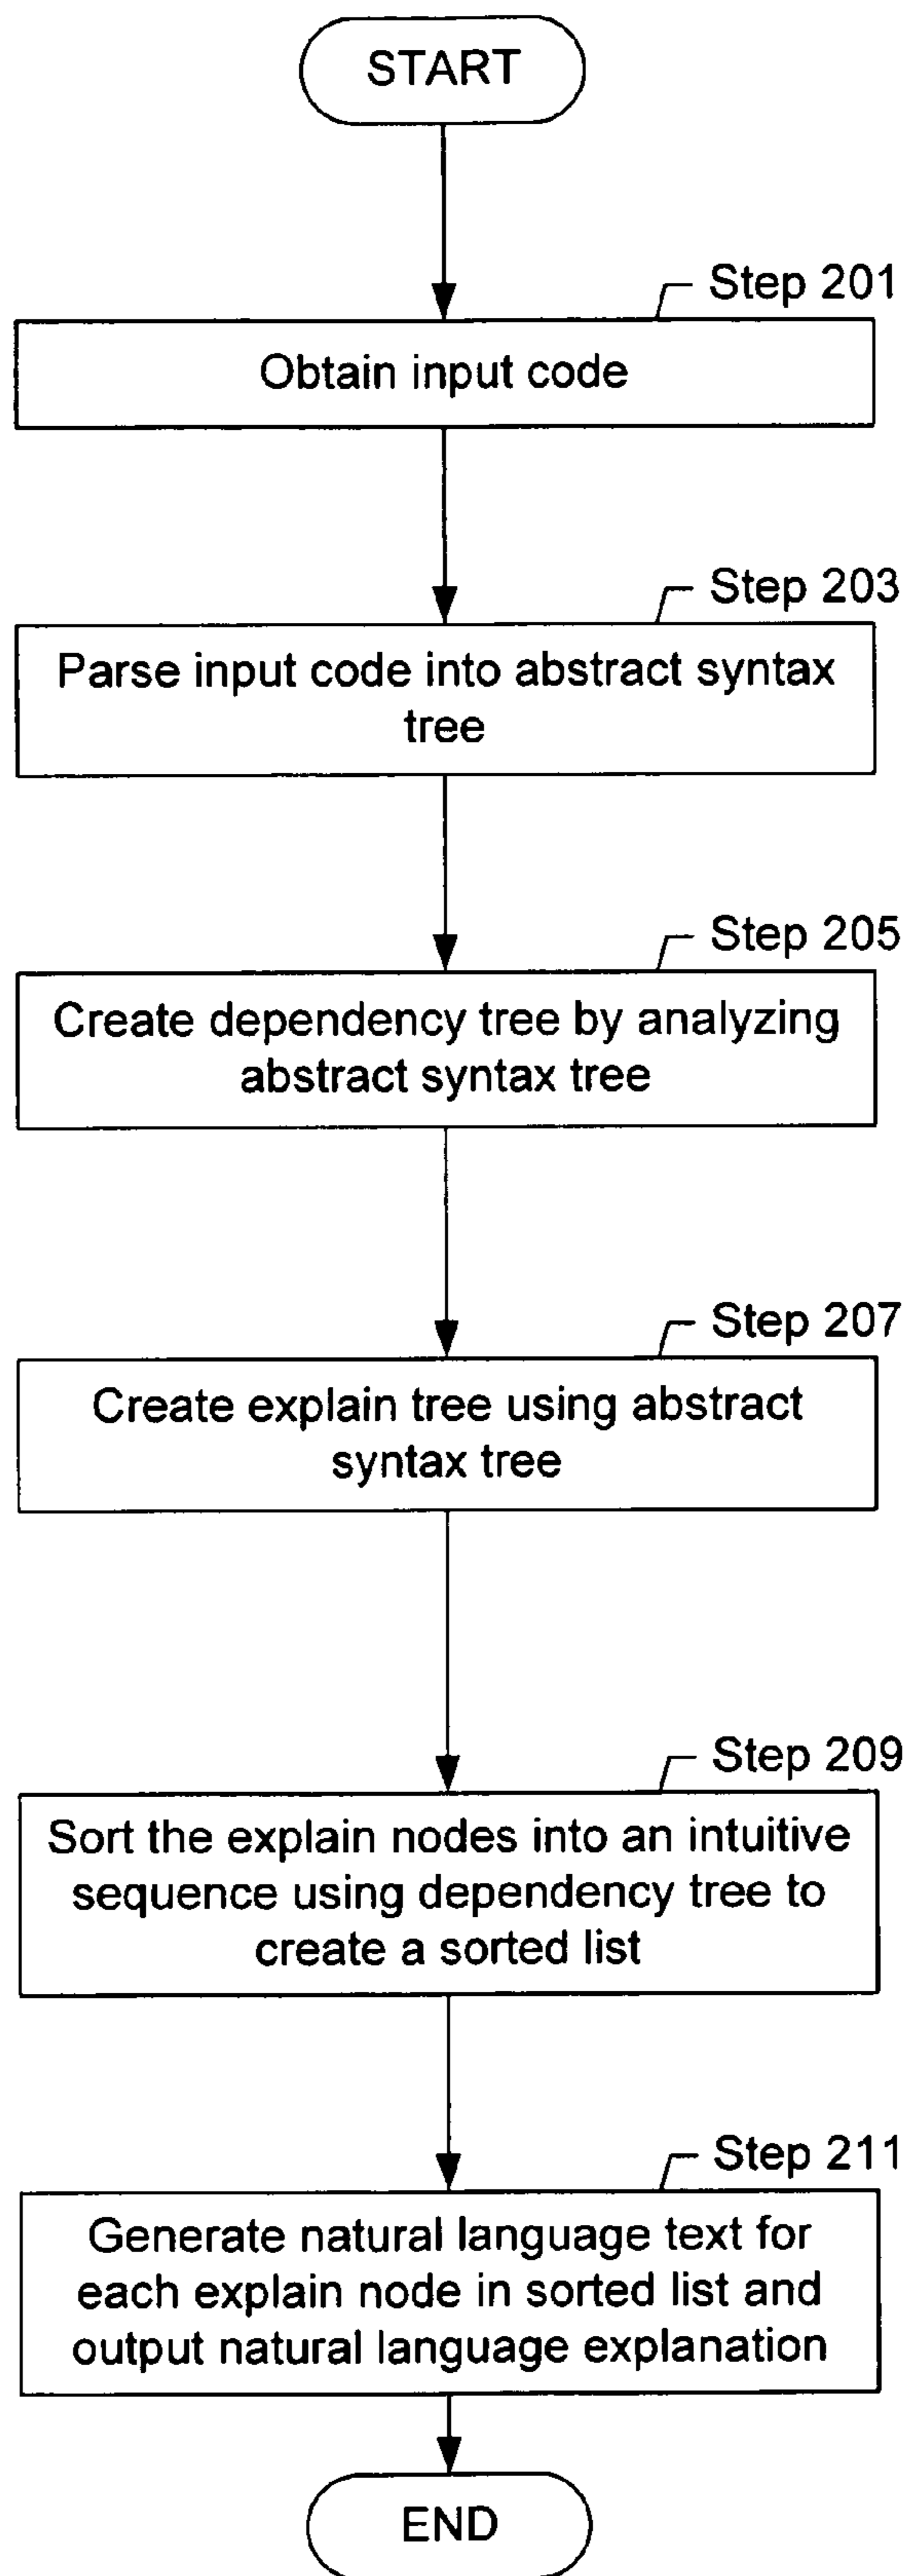 START
Step 201
Obtain input code
Step 203
Parse input code into abstract syntax
tree
Step 205
Create dependency tree by analyzing
abstract syntax tree
Step 207
Create explain tree using abstract
syntax tree
Step 209
Sort the explain nodes into an intuitive
sequence using dependency tree to
create a sorted list
Step 211
Generate natural language text for
each explain node in sorted list and
output natural language explanation
END